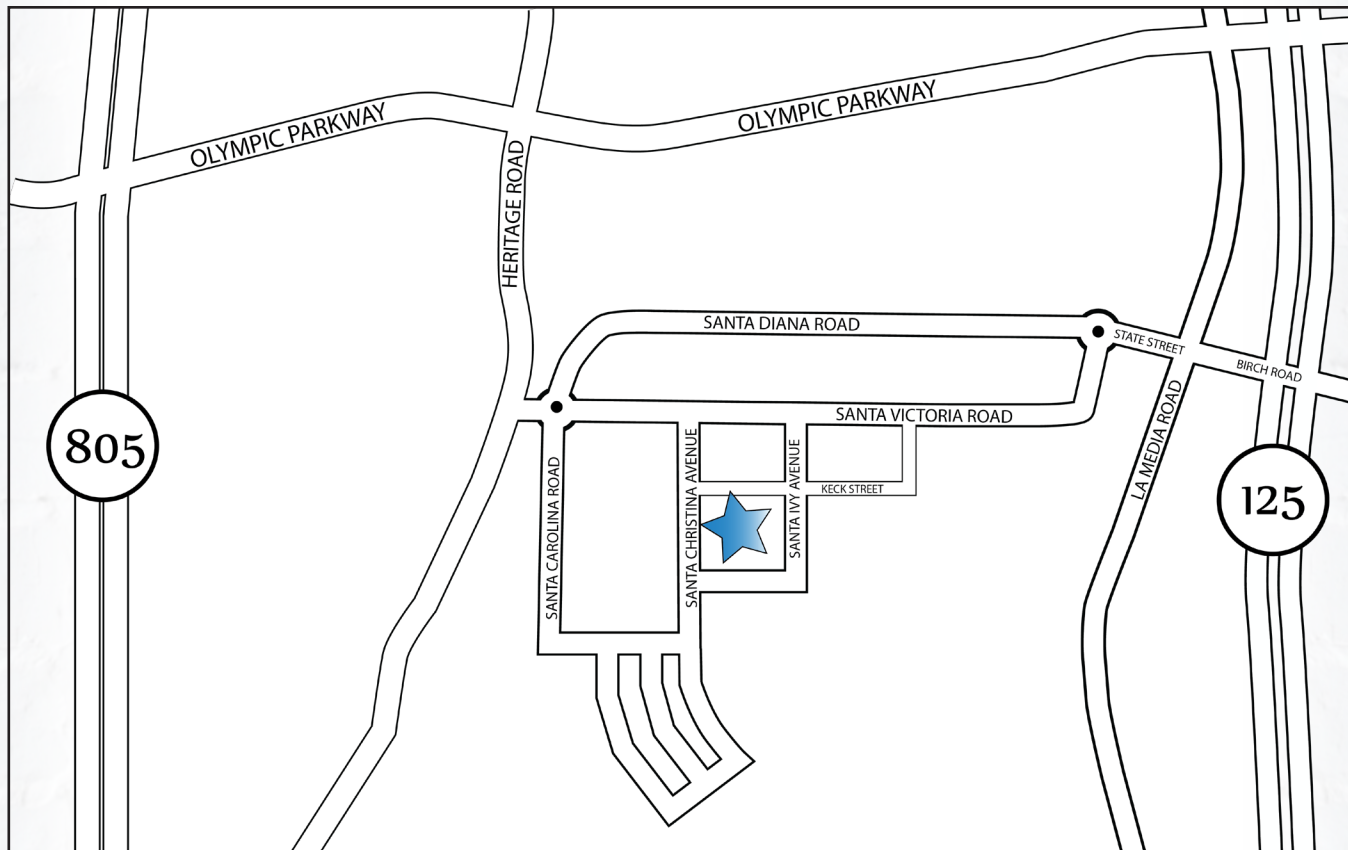 OLYMPIC PARKWAY
OLYMPIC PARKWAY
HERITAGE ROAD
SANTA DIANA ROAD
STATE STREET
BIRCH ROAD
SANTA VICTORIA ROAD
LA MEDIA ROAD
805
125
SANTA CAROLINA ROAD
SANTA CHRISTINA AVENUE
SANTA IVY AVENUE
KECK STREET